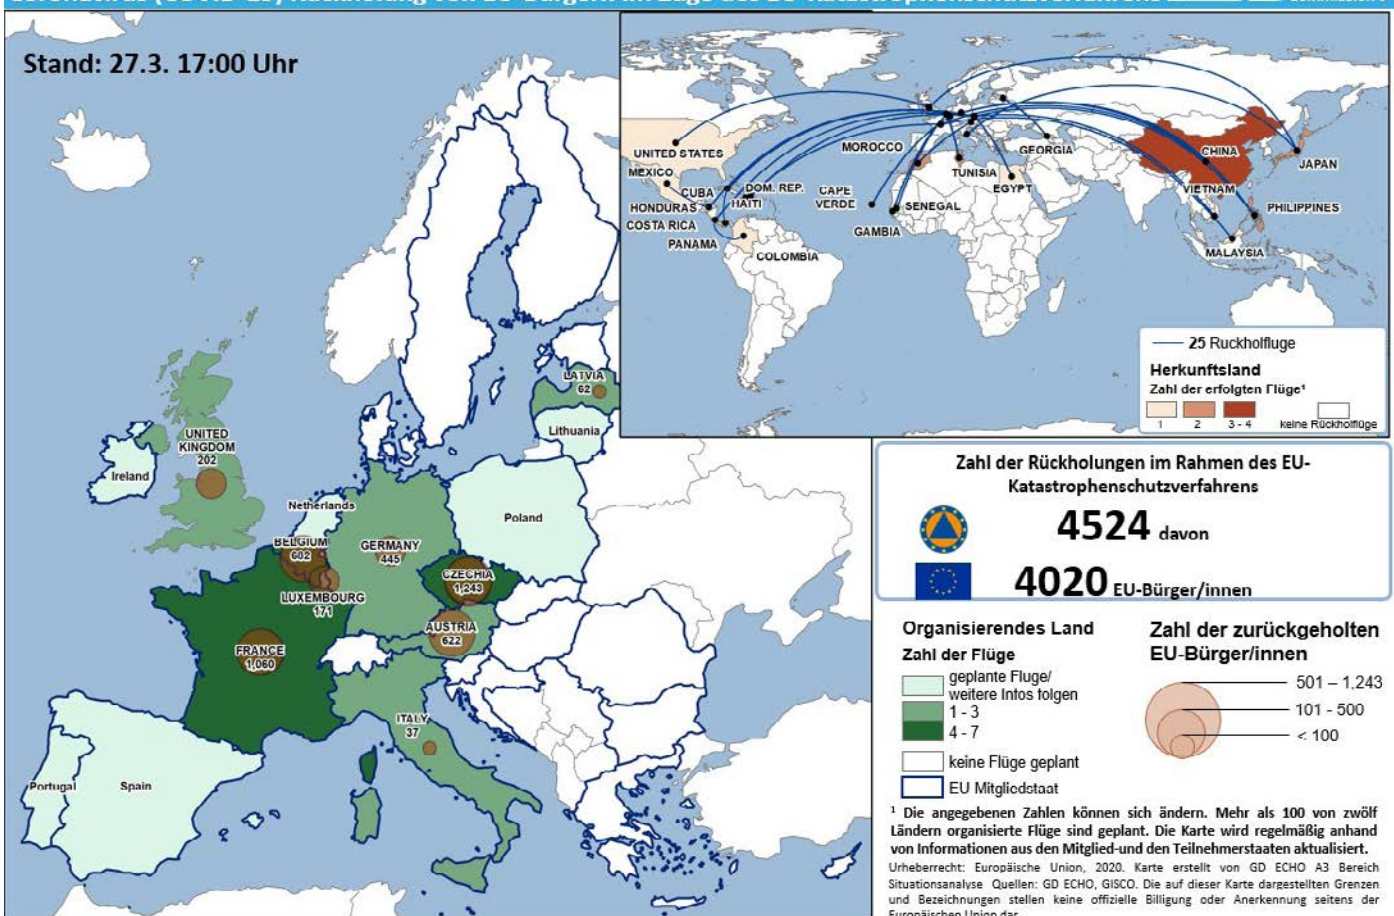 Stand: 27.3. 17:00 Uhr
UNITED STATES
MEXICO
CUBA
DOM. REP.
HAITI
HONDURAS
COSTA RICA
PANAMA
COLOMBIA
CAPE
VERDE
MOROCCO
TUNISIA
EGYPT
SENEGAL
GAMBIA
GEORGIA
CHINA
JAPAN
VIETNAM
PHILIPPINES
MALAYSIA
25 Ruckholfluge
Herkunftsland
Zahl der erfolgten Flüge¹
1
2
3 - 4
keine Rückholflüge
LATVIA
62
Lithuania
UNITED
KINGDOM
202
Ireland
Netherlands
Poland
BELGIUM
602
GERMANY
445
CZECHIA
1,243
LUXEMBOURG
171
AUSTRIA
622
FRANCE
1,060
ITALY
37
Portugal
Spain
Zahl der Rückholungen im Rahmen des EU-
Katastrophenschutzverfahrens
4524 davon
4020 EU-Bürger/innen
Organisierendes Land
Zahl der Flüge
geplante Fluge/
weitere Infos folgen
1 - 3
4 - 7
keine Flüge geplant
EU Mitgliedstaat
Zahl der zurückgeholten
EU-Bürger/innen
501 – 1,243
101 - 500
< 100
¹ Die angegebenen Zahlen können sich ändern. Mehr als 100 von zwölf
Ländern organisierte Flüge sind geplant. Die Karte wird regelmäßig anhand
von Informationen aus den Mitglied-und den Teilnehmerstaaten aktualisiert.
Urheberrecht: Europäische Union, 2020. Karte erstellt von GD ECHO A3 Bereich
Situationsanalyse Quellen: GD ECHO, GISCO. Die auf dieser Karte dargestellten Grenzen
und Bezeichnungen stellen keine offizielle Billigung oder Anerkennung seitens der
Europäischen Union dar